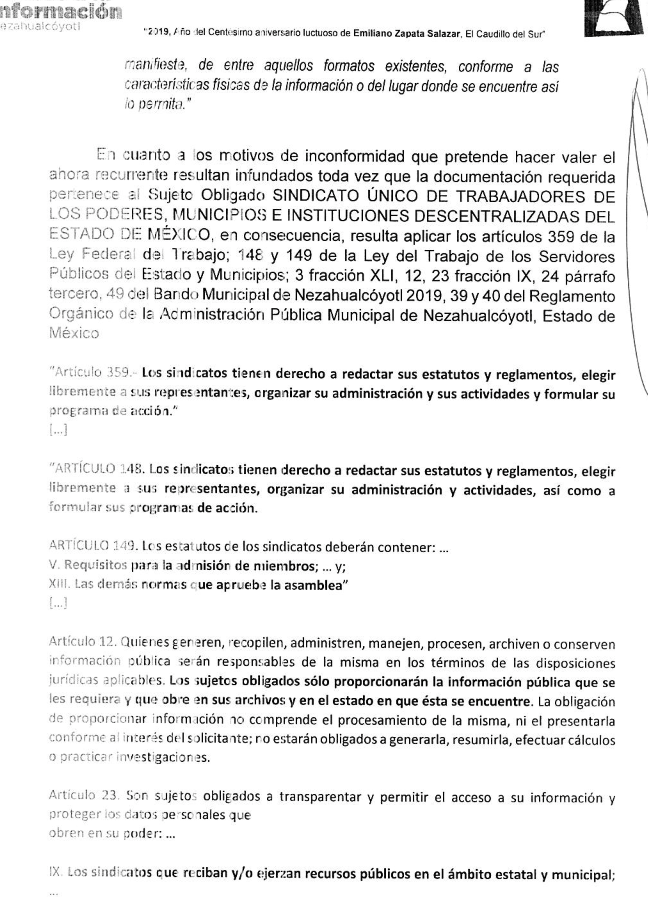 nformación
ezahualcóyotl
"2019, Año del Centésimo aniversario luctuoso de Emiliano Zapata Salazar, El Caudillo del Sur"
manifieste, de entre aquellos formatos existentes, conforme a las
características físicas de la información o del lugar donde se encuentre así
lo permita."
En cuanto a los motivos de inconformidad que pretende hacer valer el
ahora recurrente resultan infundados toda vez que la documentación requerida
pertenece al Sujeto Obligado SINDICATO ÚNICO DE TRABAJADORES DE
LOS PODERES, MUNICIPIOS E INSTITUCIONES DESCENTRALIZADAS DEL
ESTADO DE MÉXICO, en consecuencia, resulta aplicar los artículos 359 de la
Ley Federal del Trabajo; 148 y 149 de la Ley del Trabajo de los Servidores
Públicos del Estado y Municipios; 3 fracción XLI, 12, 23 fracción IX, 24 párrafo
tercero, 49 del Bando Municipal de Nezahualcóyotl 2019, 39 y 40 del Reglamento
Orgánico de la Administración Pública Municipal de Nezahualcóyotl, Estado de
México
"Artículo 359.- Los sindicatos tienen derecho a redactar sus estatutos y reglamentos, elegir
libremente a sus representantes, organizar su administración y sus actividades y formular su
programa de acción."
[...]
"ARTÍCULO 148. Los sindicatos tienen derecho a redactar sus estatutos y reglamentos, elegir
libremente a sus representantes, organizar su administración y actividades, así como a
formular sus programas de acción.
ARTÍCULO 149. Los estatutos de los sindicatos deberán contener: ...
V. Requisitos para la admisión de miembros; ... y;
XIII. Las demás normas que apruebe la asamblea"
[...]
Artículo 12. Quienes generen, recopilen, administren, manejen, procesen, archiven o conserven
información pública serán responsables de la misma en los términos de las disposiciones
jurídicas aplicables. Los sujetos obligados sólo proporcionarán la información pública que se
les requiera y que obre en sus archivos y en el estado en que ésta se encuentre. La obligación
de proporcionar información no comprende el procesamiento de la misma, ni el presentarla
conforme al interés del solicitante; no estarán obligados a generarla, resumirla, efectuar cálculos
o practicar investigaciones.
Artículo 23. Son sujetos obligados a transparentar y permitir el acceso a su información y
proteger los datos personales que
obren en su poder: ...
IX. Los sindicatos que reciban y/o ejerzan recursos públicos en el ámbito estatal y municipal;
...